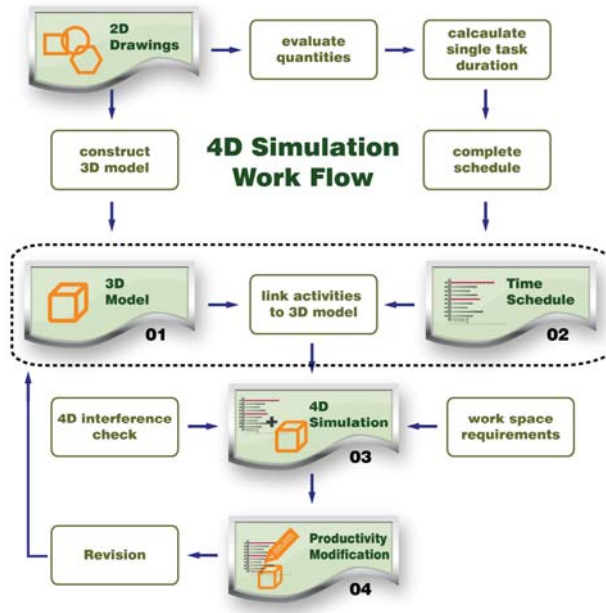 2D
Drawings
evaluate
quantities
calcaulate
single task
duration
construct
3D model
4D Simulation
Work Flow
complete
schedule
3D
Model
01
link activities
to 3D model
Time
Schedule
02
4D interference
check
4D
Simulation
03
work space
requirements
Revision
Productivity
Modification
04